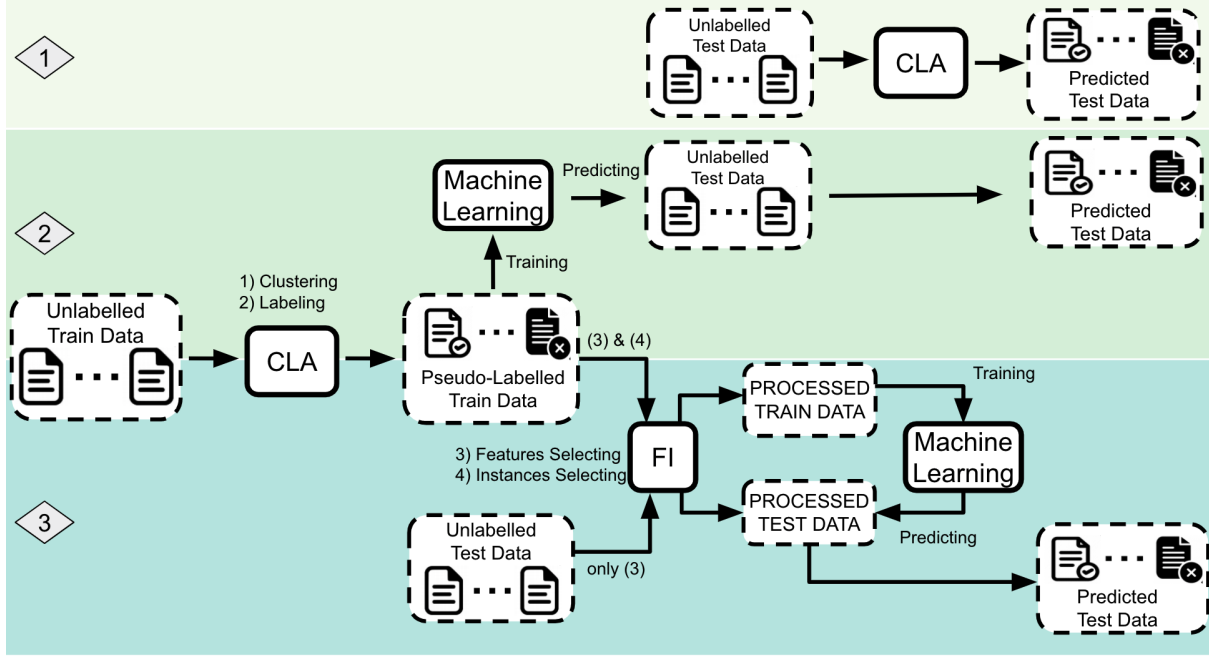 1
Unlabelled
Test Data
CLA
Predicted
Test Data
2
Machine
Learning
Predicting
Unlabelled
Test Data
Predicted
Test Data
Training
1) Clustering
2) Labeling
Unlabelled
Train Data
CLA
Pseudo-Labelled
Train Data
(3) & (4)
3
3) Features Selecting
4) Instances Selecting
FI
PROCESSED
TRAIN DATA
Training
Machine
Learning
PROCESSED
TEST DATA
Predicting
Unlabelled
Test Data
only (3)
Predicted
Test Data